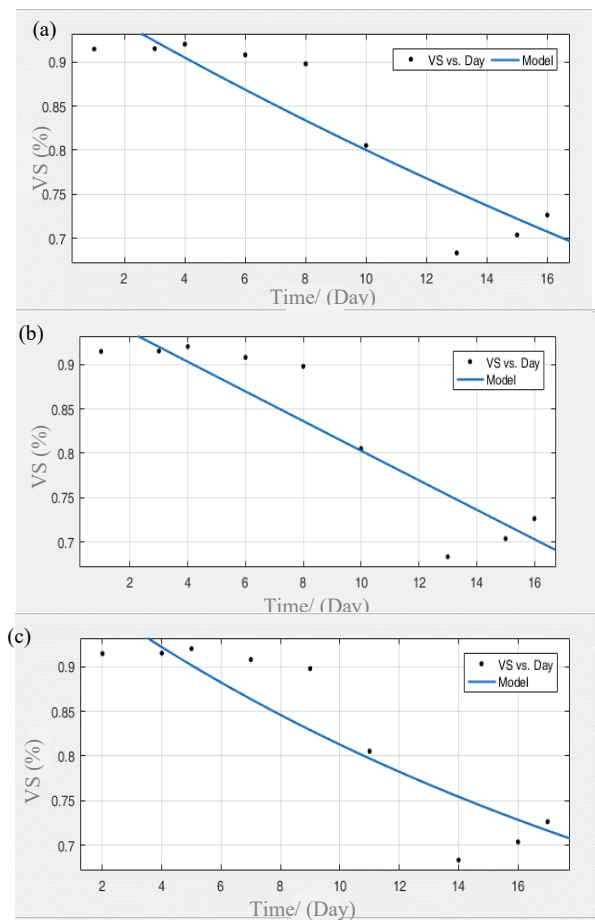 (a)
VS vs. Day Model
0.9
0.85
0.8
0.75
0.7
VS (%)
2 4 6 8 10 12 14 16
Time/ (Day)
(b)
VS vs. Day
Model
0.9
0.85
0.8
0.75
0.7
VS (%)
2 4 6 8 10 12 14 16
Time/ (Day)
(c)
VS vs. Day
Model
0.9
0.85
0.8
0.75
0.7
VS (%)
2 4 6 8 10 12 14 16
Time/ (Day)